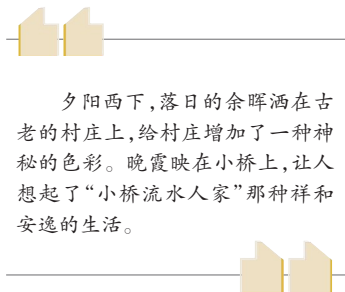 夕阳西下,落日的余晖洒在古
老的村庄上,给村庄增加了一种神
秘的色彩。晚霞映在小桥上,让人
想起了“小桥流水人家”那种祥和
安逸的生活。